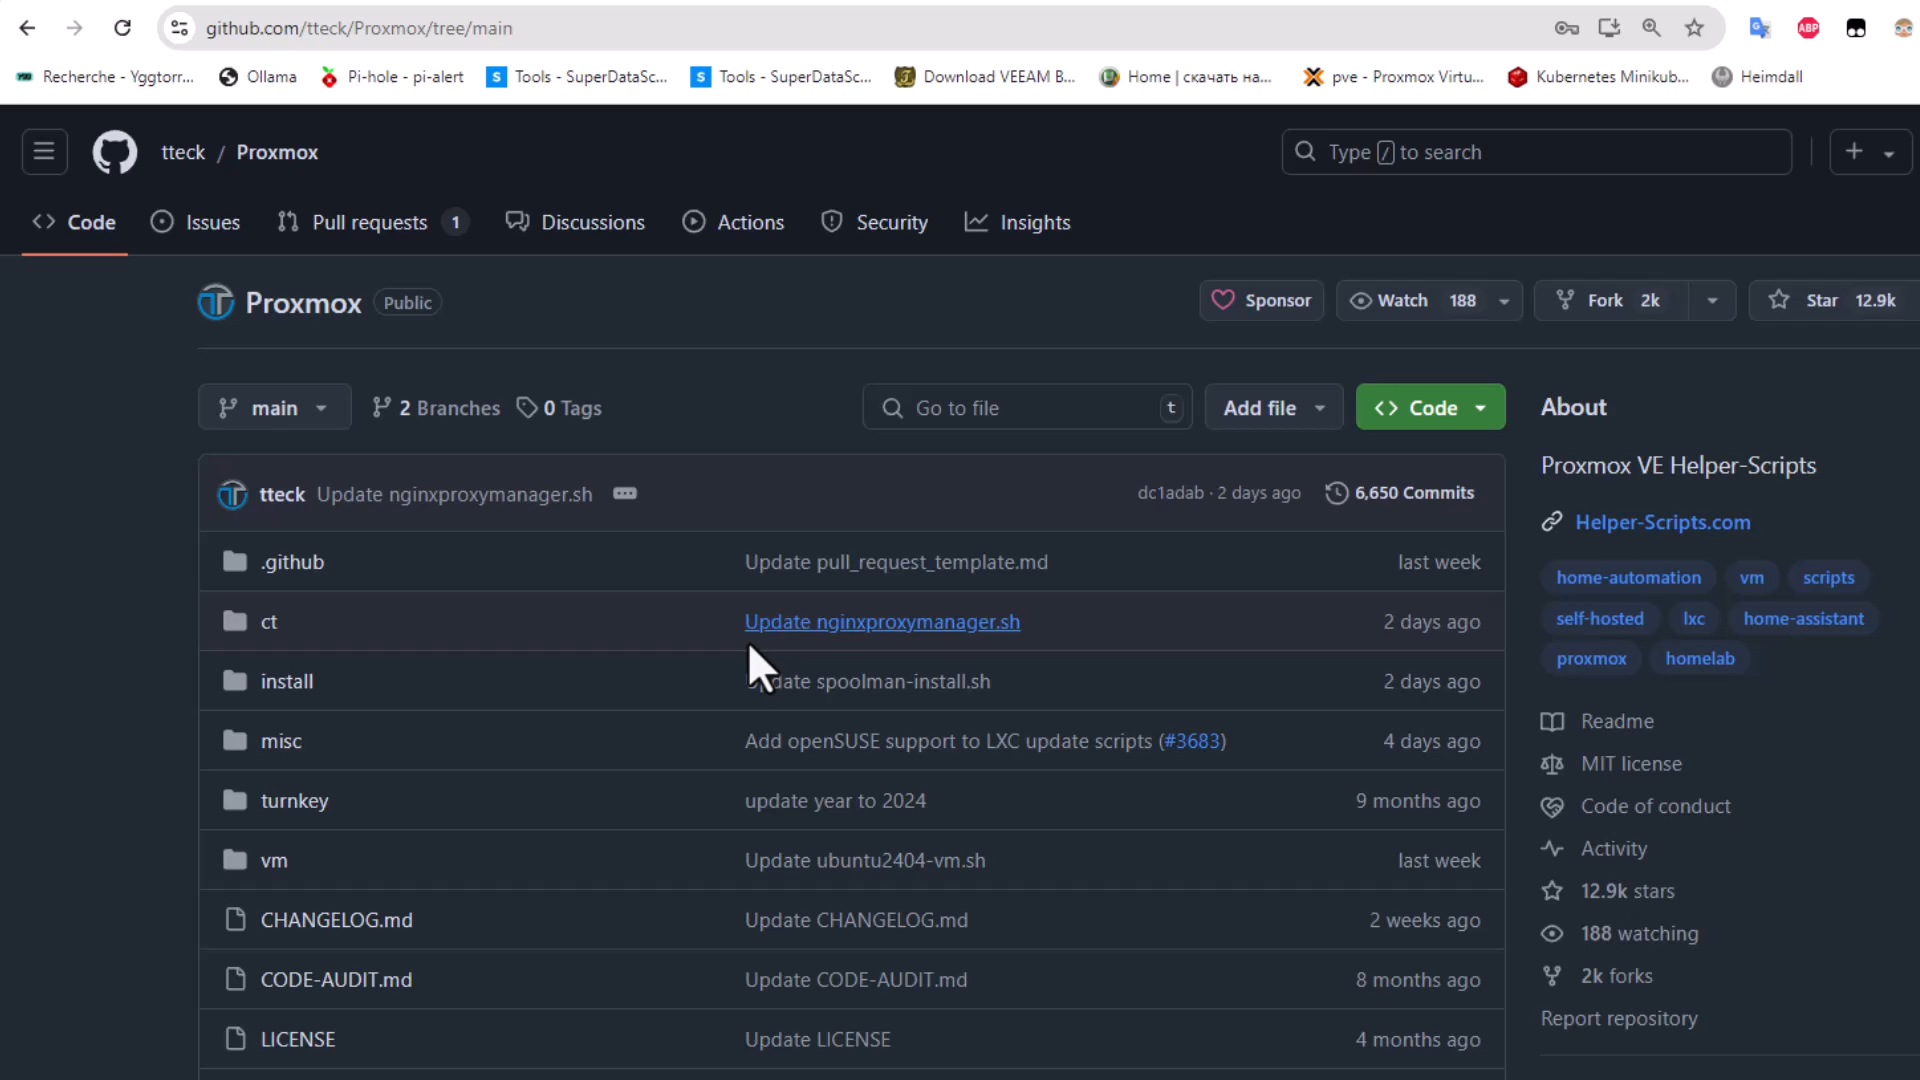 github.com/tteck/Proxmox/tree/main
Recherche - Yggtorr... Ollama Pi-hole - pi-alert Tools - SuperDataSc... Tools - SuperDataSc... Download VEEAM B... Home | скачать на... pve - Proxmox Virtu... Kubernetes Minikub... Heimdall
tteck / Proxmox Type / to search
Code Issues Pull requests 1 Discussions Actions Security Insights
Proxmox Public Sponsor Watch 188 Fork 2k Star 12.9k
main 2 Branches 0 Tags Go to file t Add file Code About
Proxmox VE Helper-Scripts
tteck Update nginxproxymanager.sh dc1adab · 2 days ago 6,650 Commits
Helper-Scripts.com
.github Update pull_request_template.md last week
home-automation vm scripts
ct Update nginxproxymanager.sh 2 days ago
self-hosted lxc home-assistant
proxmox homelab
install Update spoolman-install.sh 2 days ago
Readme
misc Add openSUSE support to LXC update scripts (#3683) 4 days ago
MIT license
turnkey update year to 2024 9 months ago
Code of conduct
Activity
vm Update ubuntu2404-vm.sh last week
12.9k stars
CHANGELOG.md Update CHANGELOG.md 2 weeks ago
188 watching
CODE-AUDIT.md Update CODE-AUDIT.md 8 months ago
2k forks
Report repository
LICENSE Update LICENSE 4 months ago
ABP